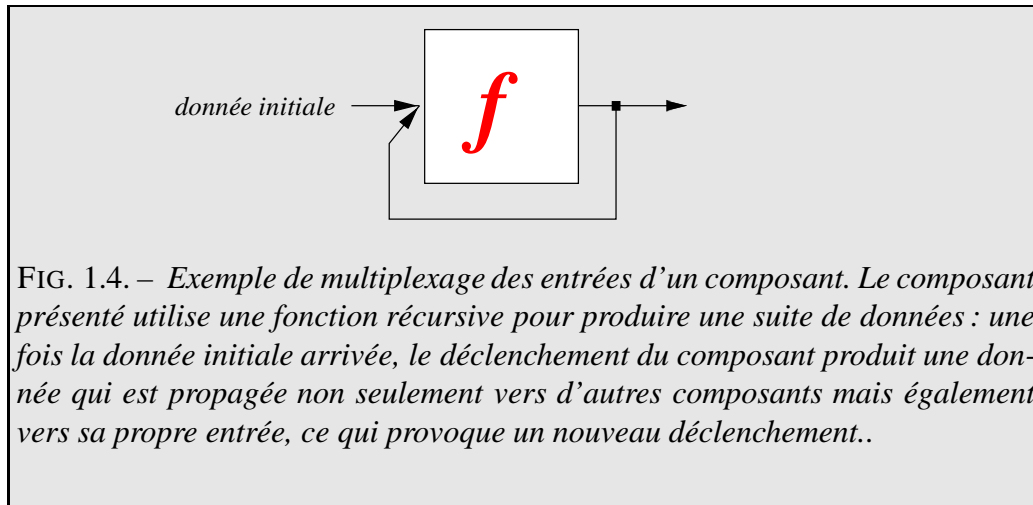 donnée initiale
f
FIG. 1.4. – Exemple de multiplexage des entrées d'un composant. Le composant
présenté utilise une fonction récursive pour produire une suite de données : une
fois la donnée initiale arrivée, le déclenchement du composant produit une don-
née qui est propagée non seulement vers d'autres composants mais également
vers sa propre entrée, ce qui provoque un nouveau déclenchement..